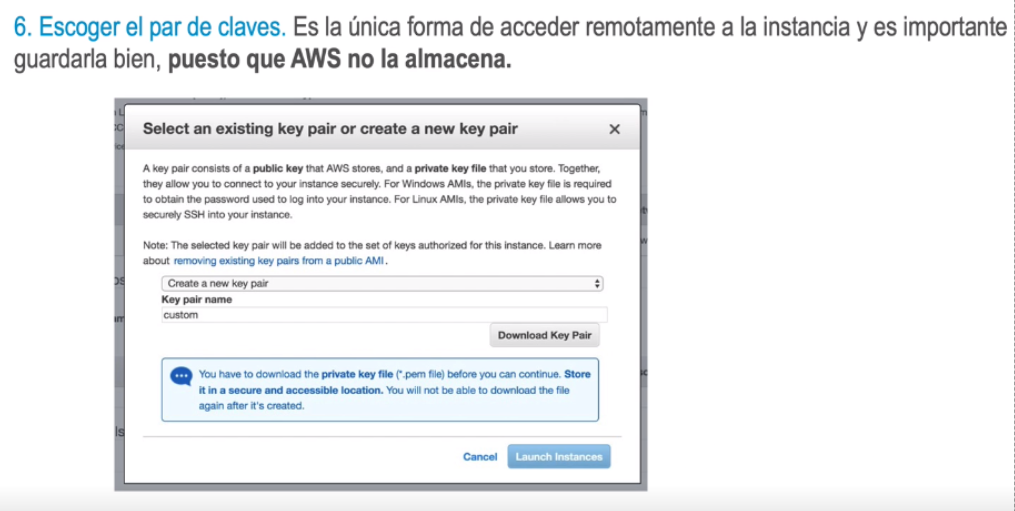 6. Escoger el par de claves. Es la única forma de acceder remotamente a la instancia y es importante
guardarla bien, puesto que AWS no la almacena.
Select an existing key pair or create a new key pair
A key pair consists of a public key that AWS stores, and a private key file that you store. Together,
they allow you to connect to your instance securely. For Windows AMIs, the private key file is required
to obtain the password used to log into your instance. For Linux AMIs, the private key file allows you to
securely SSH into your instance.
Note: The selected key pair will be added to the set of keys authorized for this instance. Learn more
about removing existing key pairs from a public AMI.
Create a new key pair
Key pair name
custom
Download Key Pair
You have to download the private key file (*.pem file) before you can continue. Store
it in a secure and accessible location. You will not be able to download the file
again after it's created.
Cancel
Launch Instances